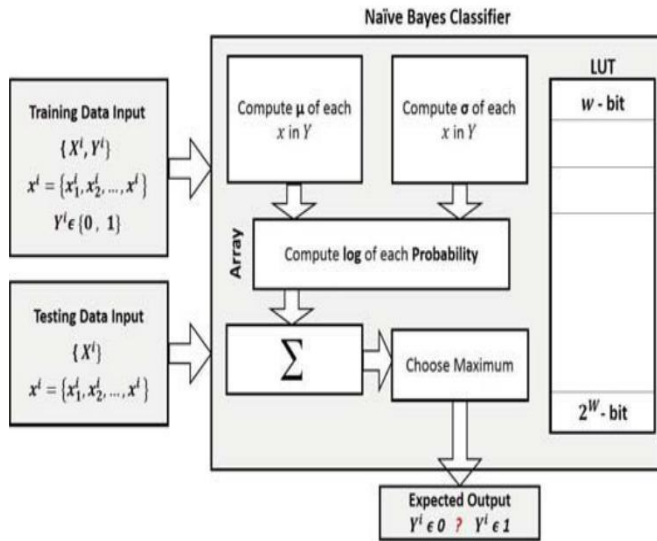 Naïve Bayes Classifier
Training Data Input
{X^i, Y^i}
x^i = {x_1^i, x_2^i, ..., x^i}
Y^i ϵ {0 , 1}
Testing Data Input
{X^i}
x^i = {x_1^i, x_2^i, ..., x^i}
Compute μ of each
x in Y
Compute σ of each
x in Y
Array
Compute log of each Probability
∑
Choose Maximum
LUT
w - bit
2^W - bit
Expected Output
Y^i ϵ 0 ? Y^i ϵ 1